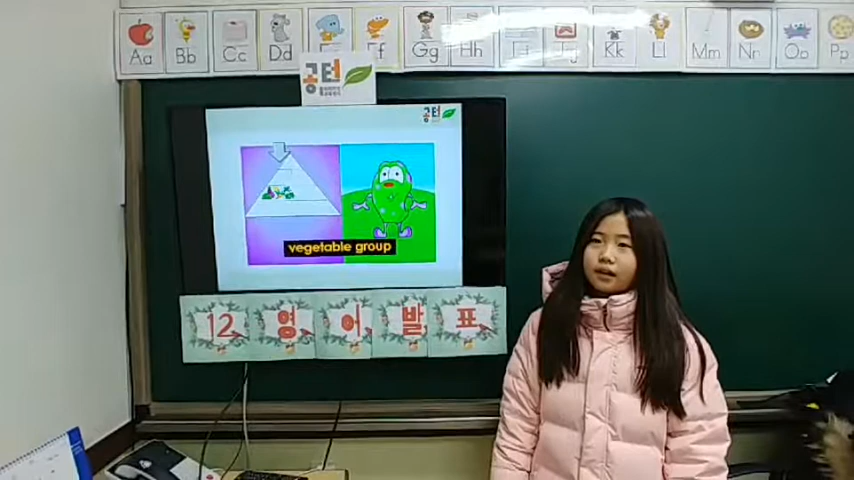 Aa Bb Cc Dd Ee Ff Gg Hh Ii Jj Kk Ll Mm Nn Oo Pp
공터
공터
vegetable group
12 영어 발표